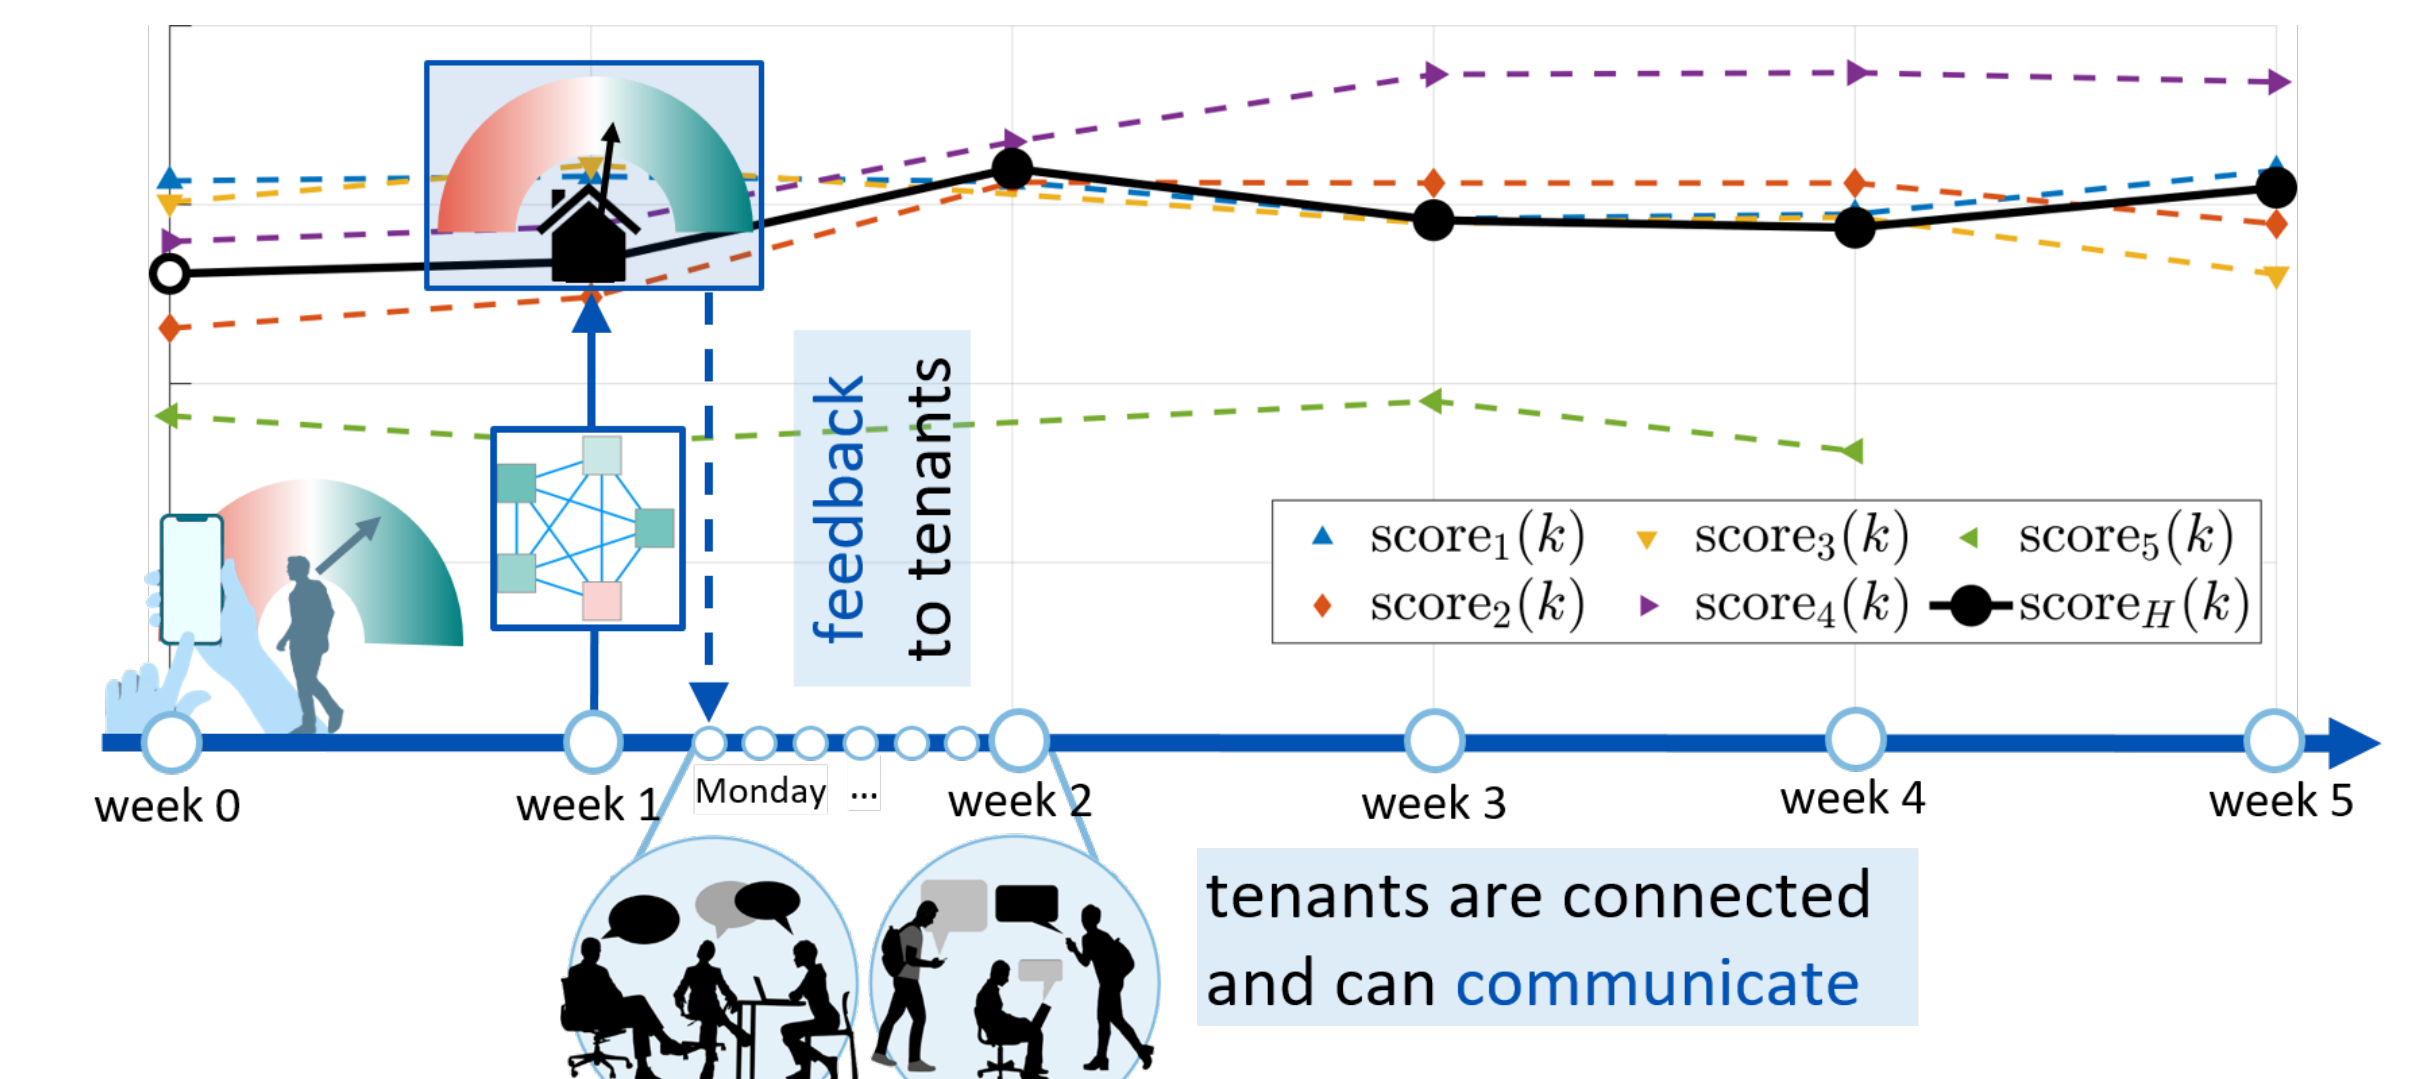 feedback
to tenants
score₁(k) score₃(k) score₅(k)
score₂(k) score₄(k) score_H(k)
week 0 week 1 Monday ... week 2 week 3 week 4 week 5
tenants are connected
and can communicate